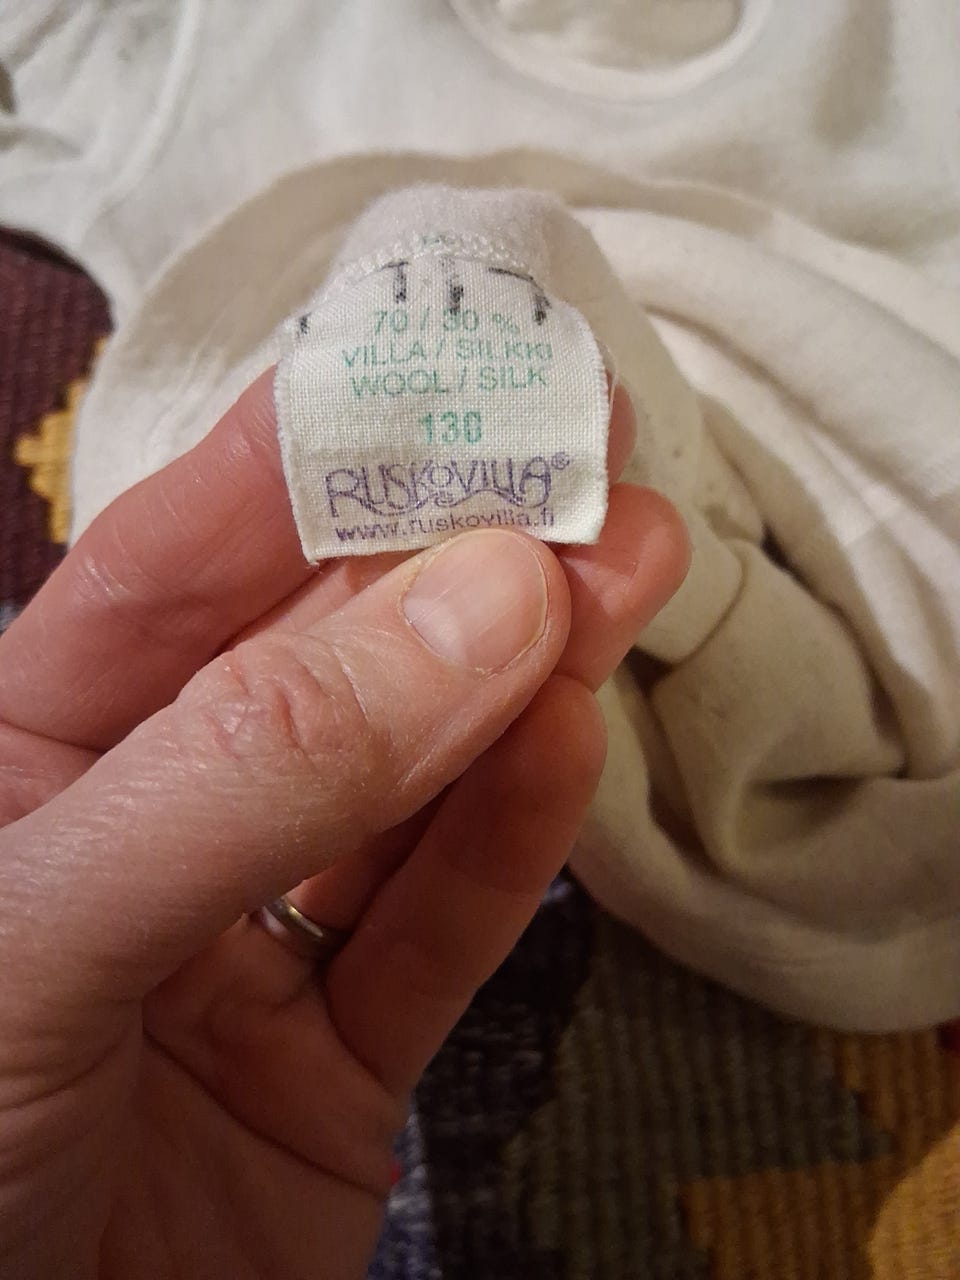 70 / 30 %
VILLA / SILKKI
WOOL / SILK
130
RUSKOVILLA®
www.ruskovilla.fi